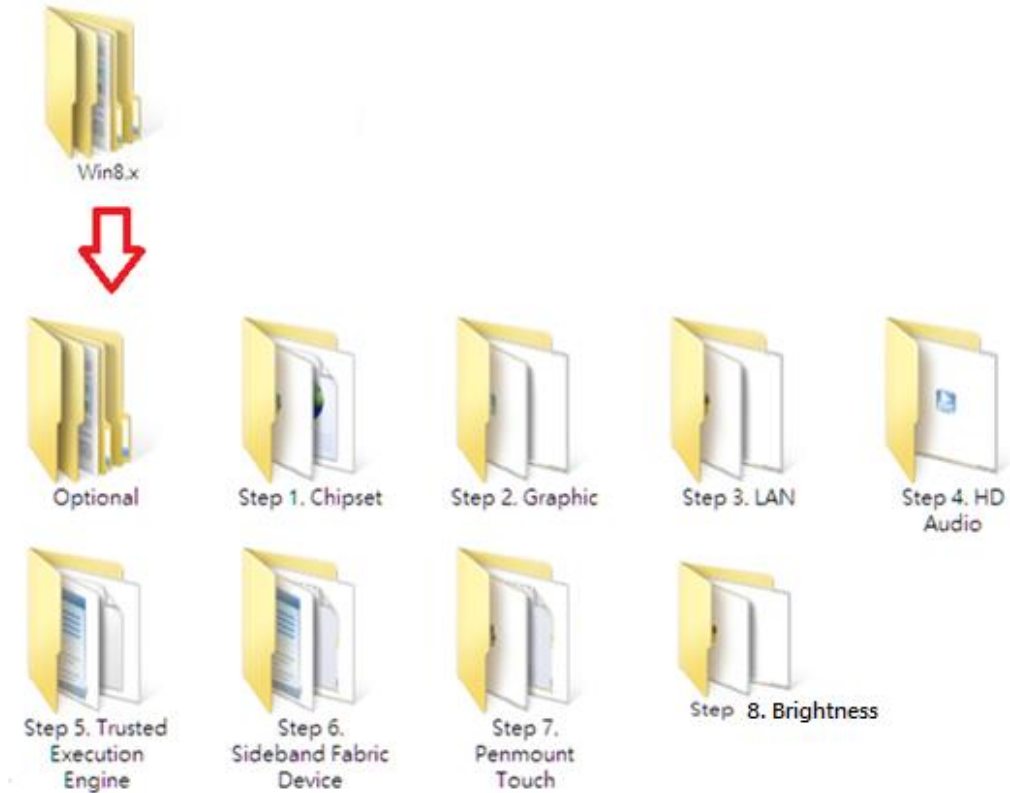 Win8.x
Optional
Step 1. Chipset
Step 2. Graphic
Step 3. LAN
Step 4. HD
Audio
Step 5. Trusted
Execution
Engine
Step 6.
Sideband Fabric
Device
Step 7.
Penmount
Touch
Step 8. Brightness